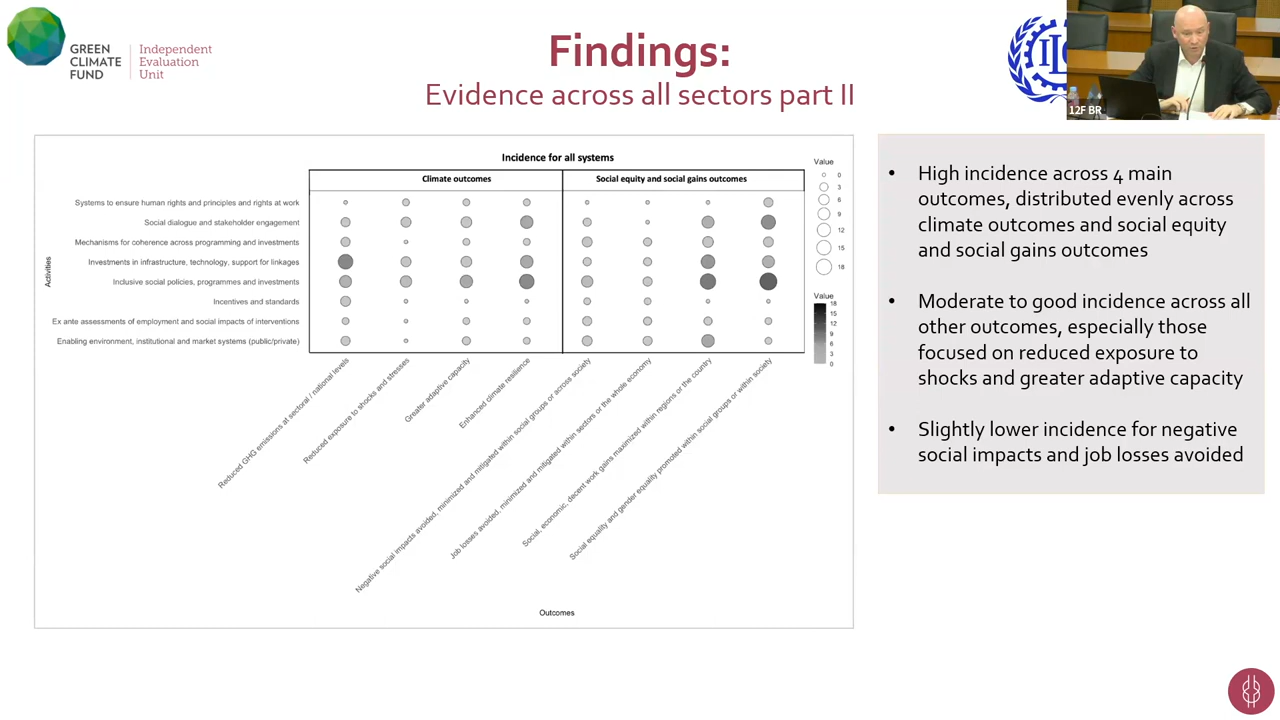 GREEN
CLIMATE
FUND
Independent
Evaluation
Unit
Findings:
Evidence across all sectors part II
IL
12F BR
Incidence for all systems
Climate outcomes
Social equity and social gains outcomes
Activities
Systems to ensure human rights and principles and rights at work
Social dialogue and stakeholder engagement
Mechanisms for coherence across programming and investments
Investments in infrastructure, technology, support for linkages
Inclusive social policies, programmes and investments
Incentives and standards
Ex ante assessments of employment and social impacts of interventions
Enabling environment, institutional and market systems (public/private)
Reduced GHG emissions at sectoral / national levels
Reduced exposure to shocks and stresses
Greater adaptive capacity
Enhanced climate resilience
Negative social impacts avoided, minimized and mitigated within social groups or across society
Job losses avoided, minimized and mitigated within sectors or the whole economy
Social, economic, decent work gains maximized within regions or the country
Social equality and gender equality promoted within social groups or within society
Outcomes
Value
0
3
6
9
12
15
18
Value
18
15
12
9
6
3
0
• High incidence across 4 main
outcomes, distributed evenly across
climate outcomes and social equity
and social gains outcomes
• Moderate to good incidence across all
other outcomes, especially those
focused on reduced exposure to
shocks and greater adaptive capacity
• Slightly lower incidence for negative
social impacts and job losses avoided